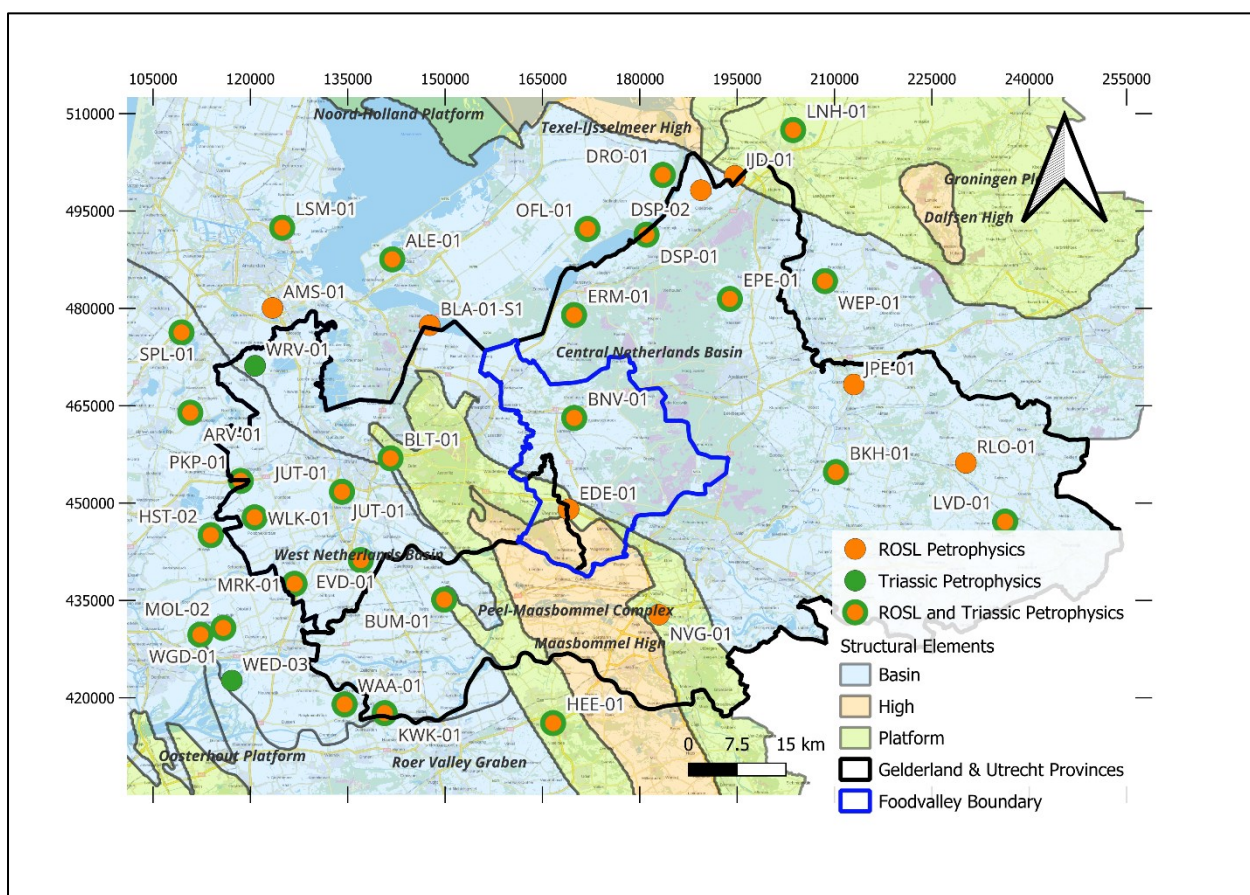 105000 120000 135000 150000 165000 180000 195000 210000 225000 240000 255000
510000
495000
480000
465000
450000
435000
420000
Noord-Holland Platform
Texel-IJsselmeer High
LNH-01
DRO-01
IJD-01
Groningen Pl
LSM-01
OFL-01
DSP-02
Dalfsen High
ALE-01
DSP-01
EPE-01
AMS-01
BLA-01-S1
ERM-01
WEP-01
SPL-01
WRV-01
Central Netherlands Basin
JPE-01
BNV-01
ARV-01
BLT-01
PKP-01
JUT-01
BKH-01
RLO-01
EDE-01
LVD-01
HST-02
WLK-01
JUT-01
West Netherlands Basin
MRK-01
EVD-01
MOL-02
BUM-01
Peel-Maasbommel Complex
NVG-01
WGD-01
WED-03
Maasbommel High
WAA-01
HEE-01
KWK-01
Oosterhout Platform
Roer Valley Graben
0 7.5 15 km
ROSL Petrophysics
Triassic Petrophysics
ROSL and Triassic Petrophysics
Structural Elements
Basin
High
Platform
Gelderland & Utrecht Provinces
Foodvalley Boundary